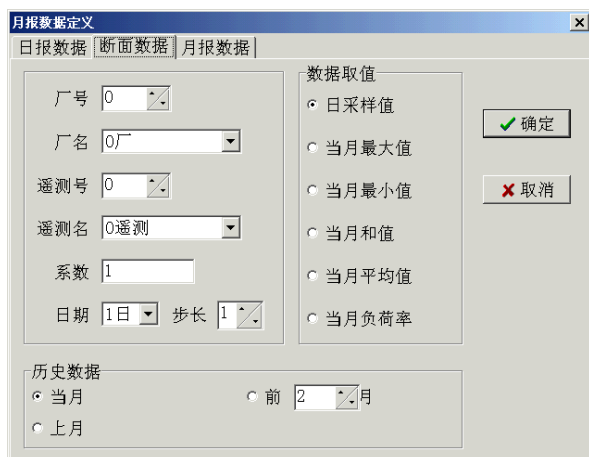 月报数据定义
日报数据 断面数据 月报数据
数据取值
厂号 0
日采样值
确定
厂名 0厂
当月最大值
遥测号 0
当月最小值
取消
遥测名 0遥测
当月和值
系数 1
当月平均值
日期 1日 步长 1
当月负荷率
历史数据
当月 前 2 月
上月